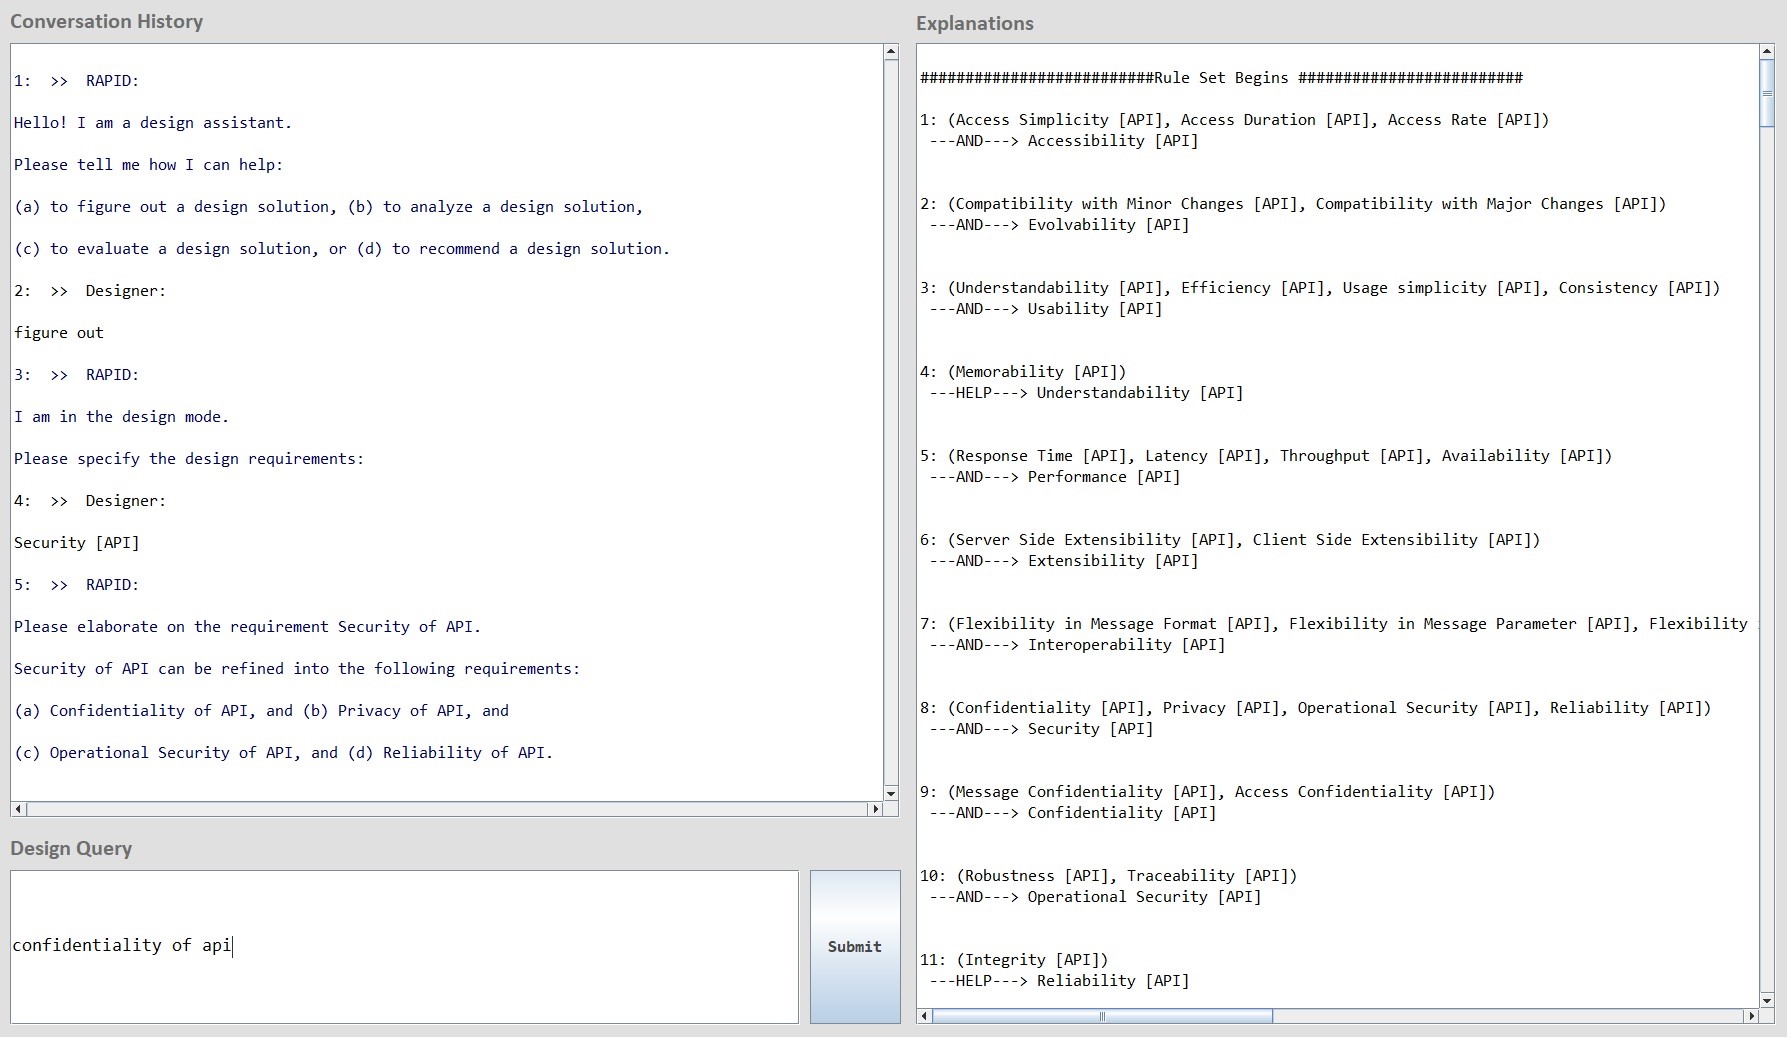 Conversation History
1:  >>  RAPID:
Hello! I am a design assistant.
Please tell me how I can help:
(a) to figure out a design solution, (b) to analyze a design solution,
(c) to evaluate a design solution, or (d) to recommend a design solution.
2:  >>  Designer:
figure out
3:  >>  RAPID:
I am in the design mode.
Please specify the design requirements:
4:  >>  Designer:
Security [API]
5:  >>  RAPID:
Please elaborate on the requirement Security of API.
Security of API can be refined into the following requirements:
(a) Confidentiality of API, and (b) Privacy of API, and
(c) Operational Security of API, and (d) Reliability of API.
Design Query
confidentiality of api
Submit
Explanations
##########################Rule Set Begins #########################
1: (Access Simplicity [API], Access Duration [API], Access Rate [API])
---AND---> Accessibility [API]
2: (Compatibility with Minor Changes [API], Compatibility with Major Changes [API])
---AND---> Evolvability [API]
3: (Understandability [API], Efficiency [API], Usage simplicity [API], Consistency [API])
---AND---> Usability [API]
4: (Memorability [API])
---HELP---> Understandability [API]
5: (Response Time [API], Latency [API], Throughput [API], Availability [API])
---AND---> Performance [API]
6: (Server Side Extensibility [API], Client Side Extensibility [API])
---AND---> Extensibility [API]
7: (Flexibility in Message Format [API], Flexibility in Message Parameter [API], Flexibility
---AND---> Interoperability [API]
8: (Confidentiality [API], Privacy [API], Operational Security [API], Reliability [API])
---AND---> Security [API]
9: (Message Confidentiality [API], Access Confidentiality [API])
---AND---> Confidentiality [API]
10: (Robustness [API], Traceability [API])
---AND---> Operational Security [API]
11: (Integrity [API])
---HELP---> Reliability [API]